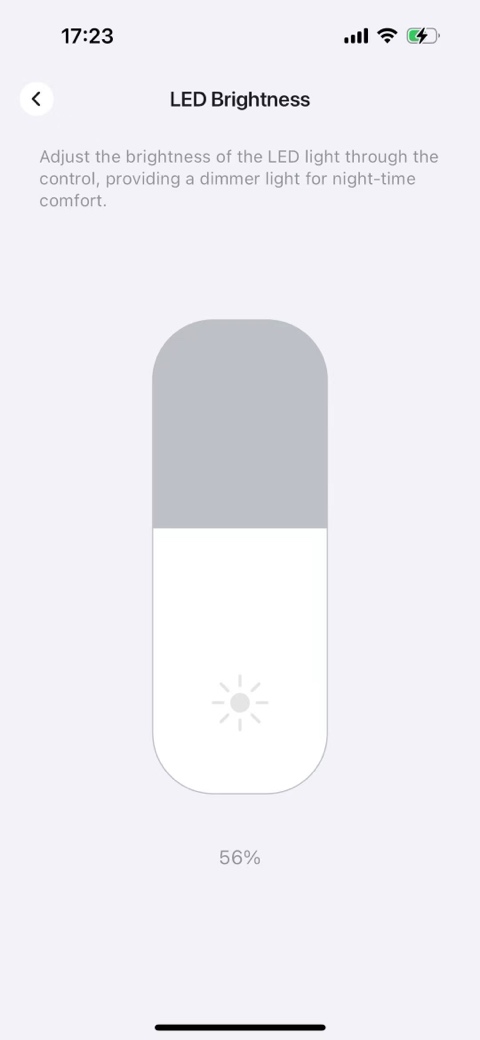 17:23
LED Brightness
Adjust the brightness of the LED light through the
control, providing a dimmer light for night-time
comfort.
56%